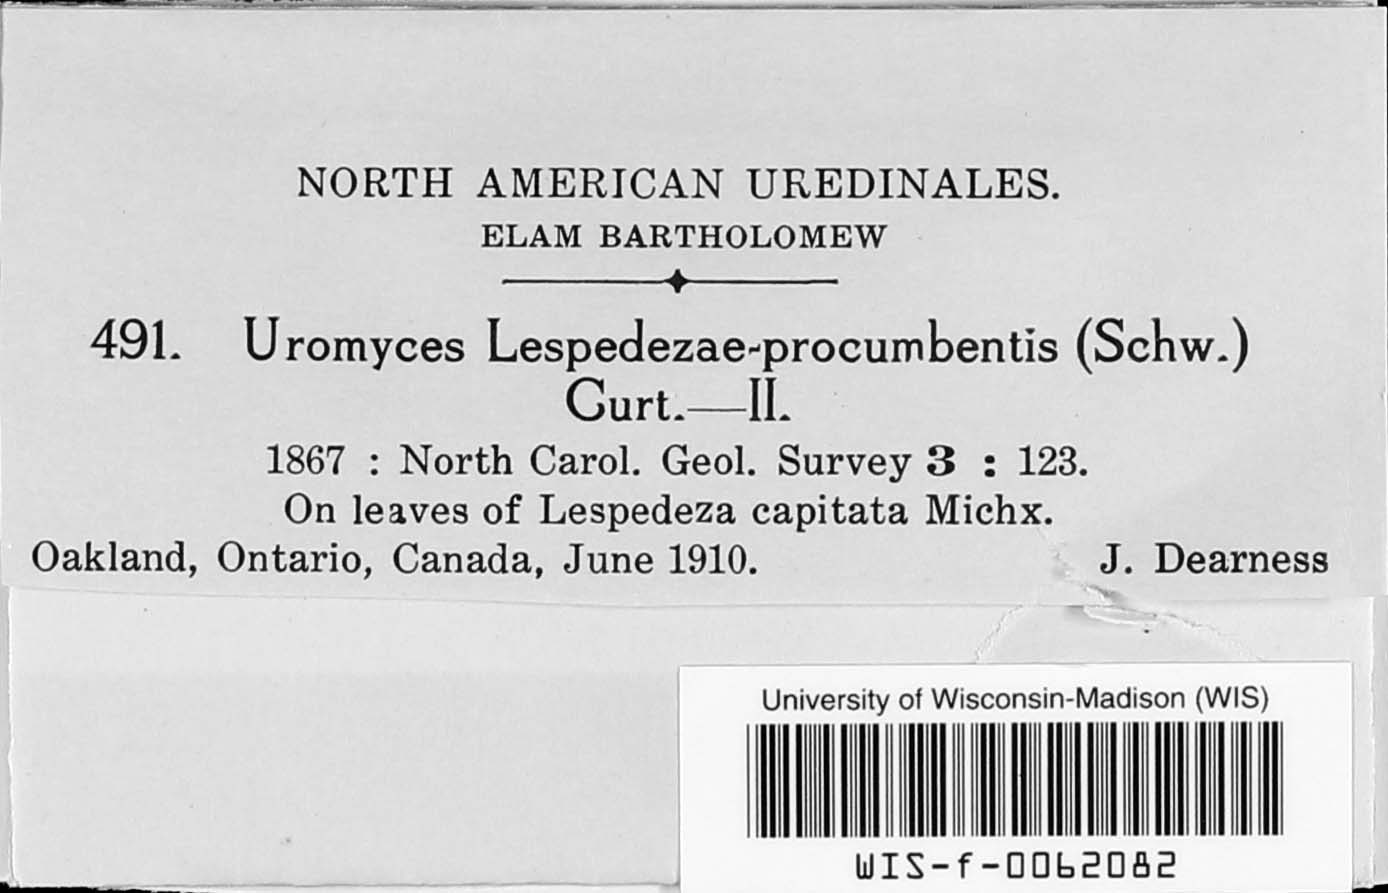 NORTH AMERICAN UREDINALES.
ELAM BARTHOLOMEW
491. Uromyces Lespedezae-procumbentis (Schw.)
Curt.—II.
1867 : North Carol. Geol. Survey 3 : 123.
On leaves of Lespedeza capitata Michx.
Oakland, Ontario, Canada, June 1910. J. Dearness
University of Wisconsin-Madison (WIS)
WIS-f-0062082